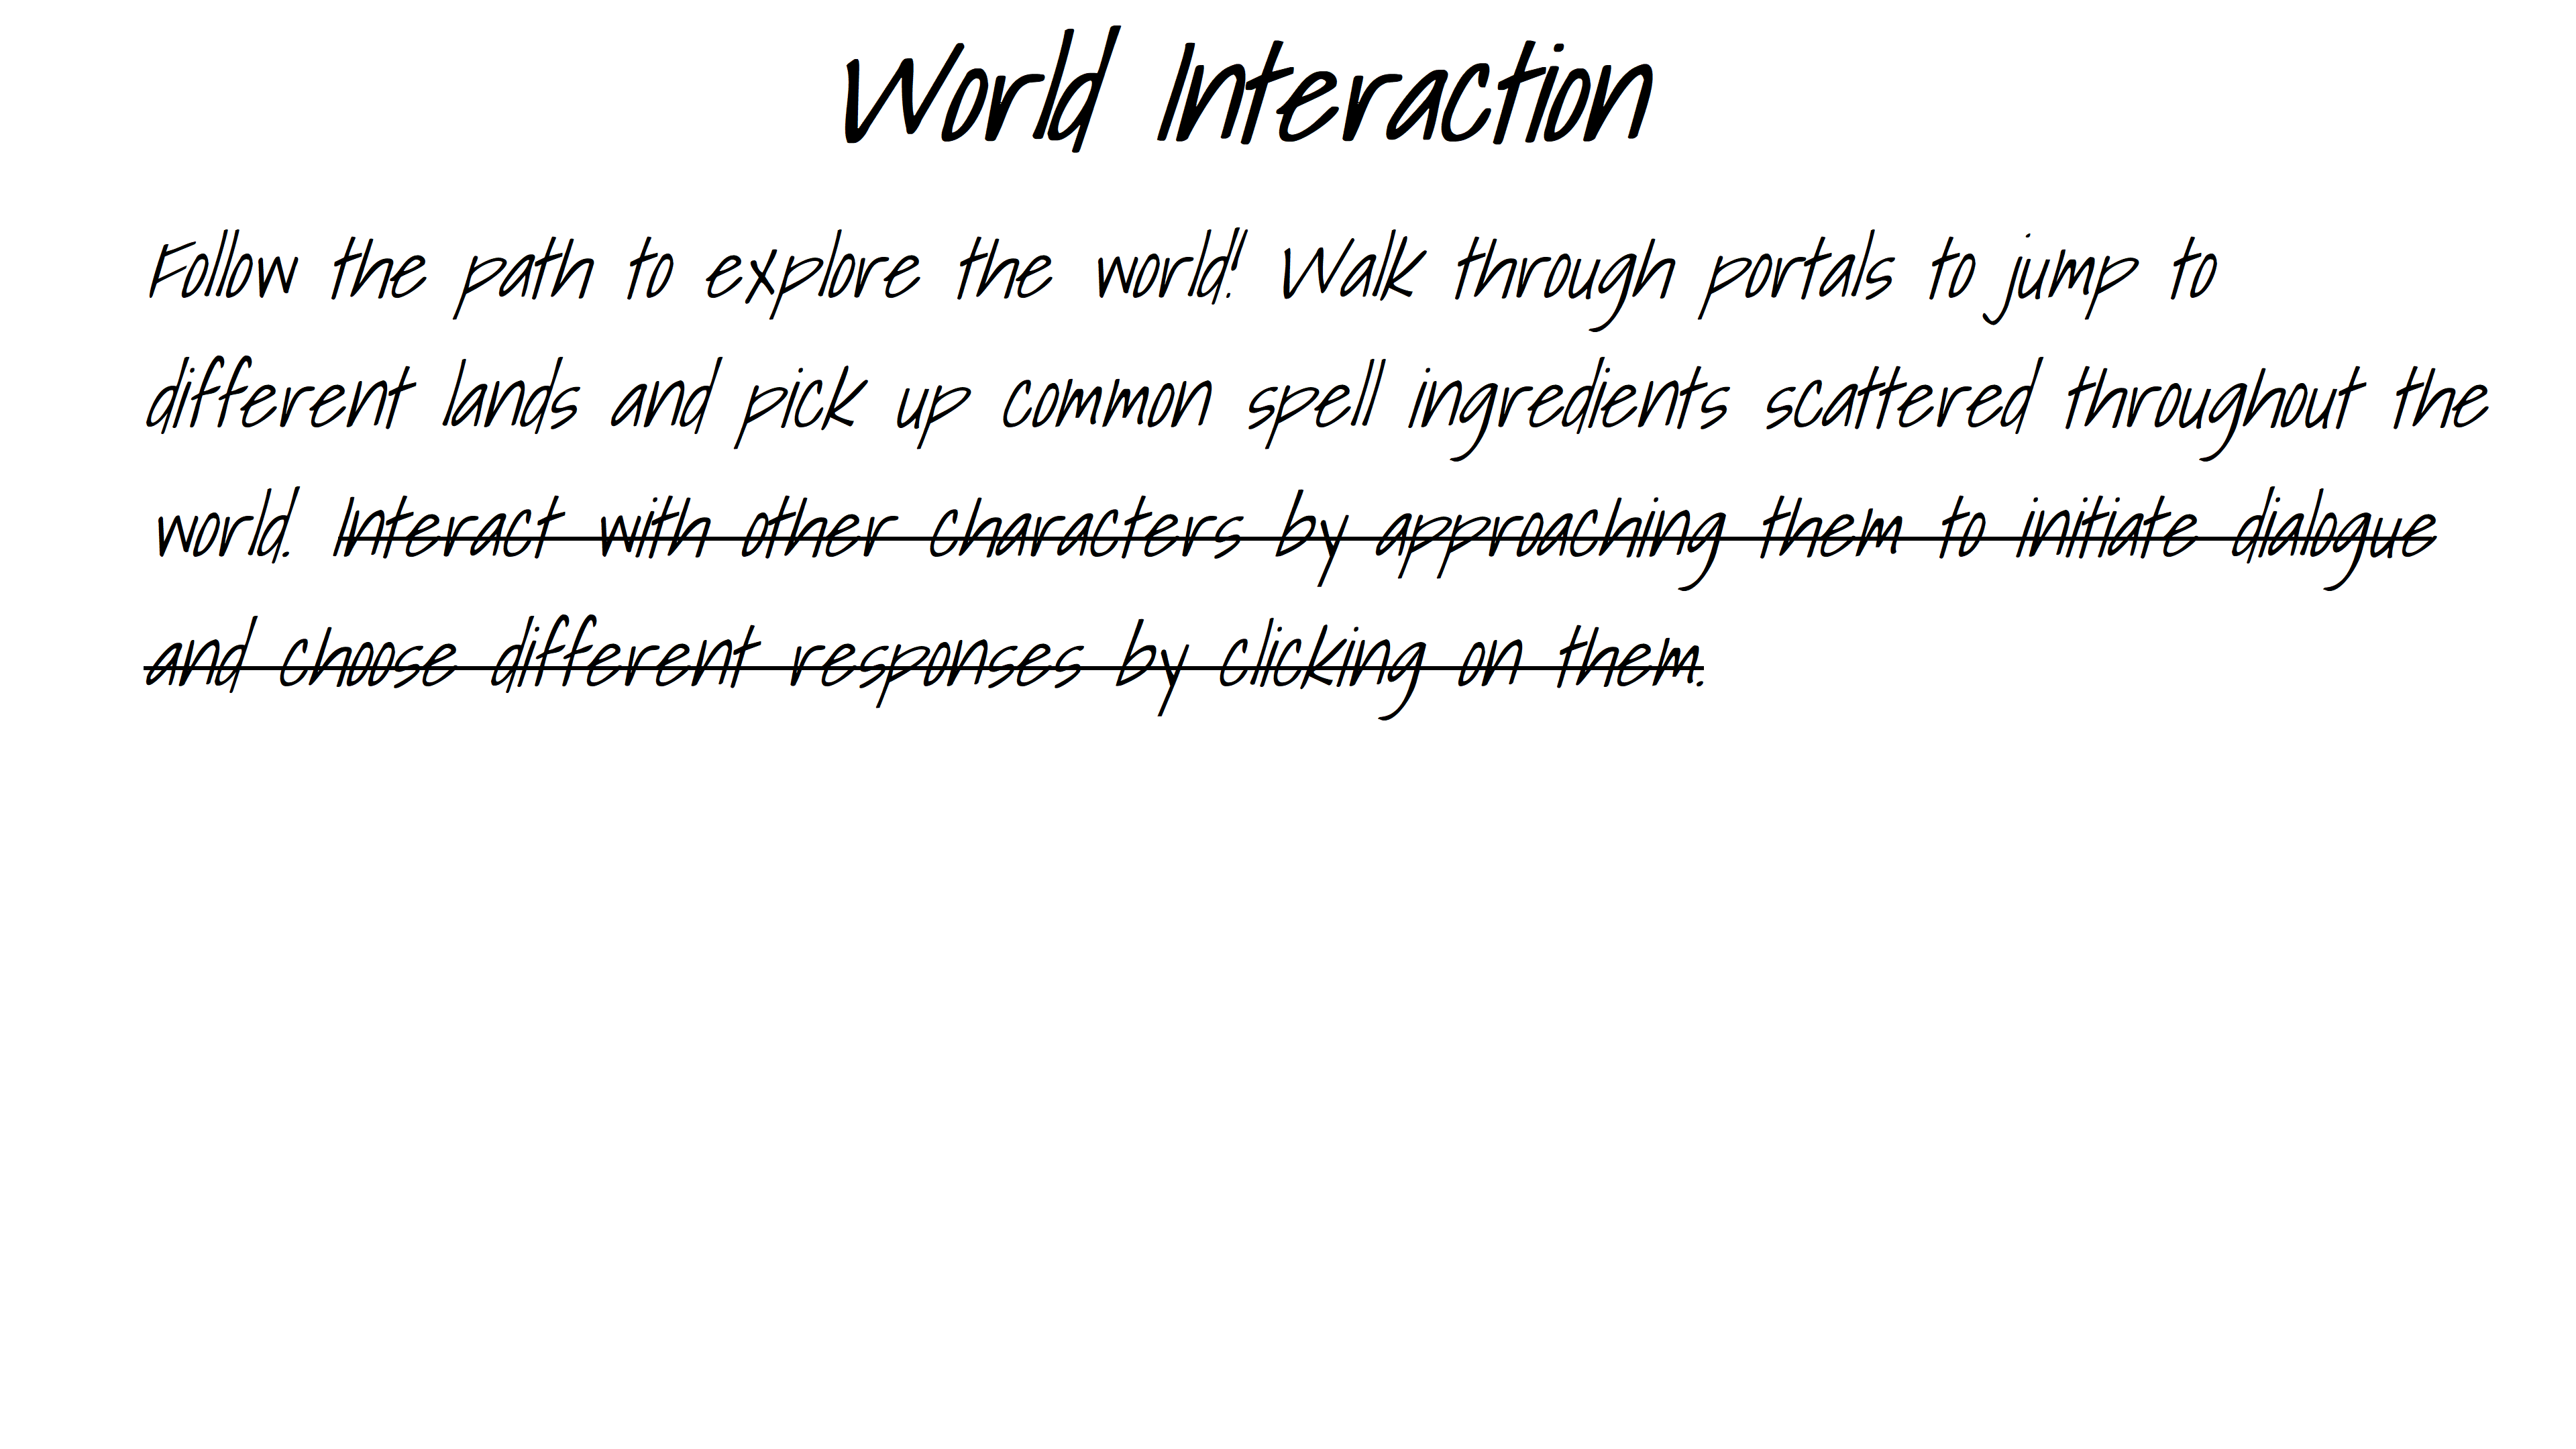 World Interaction
Follow the path to explore the world! Walk through portals to jump to
different lands and pick up common spell ingredients scattered throughout the
world. Interact with other characters by approaching them to initiate dialogue
and choose different responses by clicking on them.